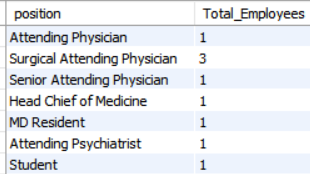 position Total_Employees
Attending Physician 1
Surgical Attending Physician 3
Senior Attending Physician 1
Head Chief of Medicine 1
MD Resident 1
Attending Psychiatrist 1
Student 1